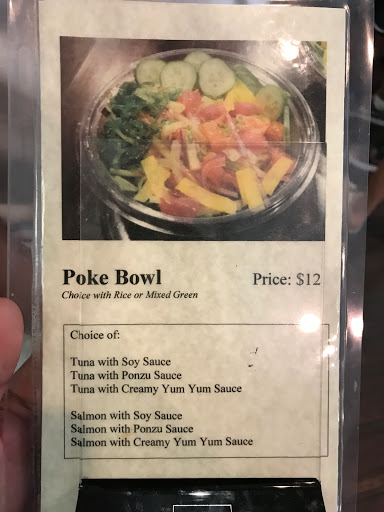 Poke Bowl Price: $12
Choice with Rice or Mixed Green
Choice of:
Tuna with Soy Sauce
Tuna with Ponzu Sauce
Tuna with Creamy Yum Yum Sauce
Salmon with Soy Sauce
Salmon with Ponzu Sauce
Salmon with Creamy Yum Yum Sauce